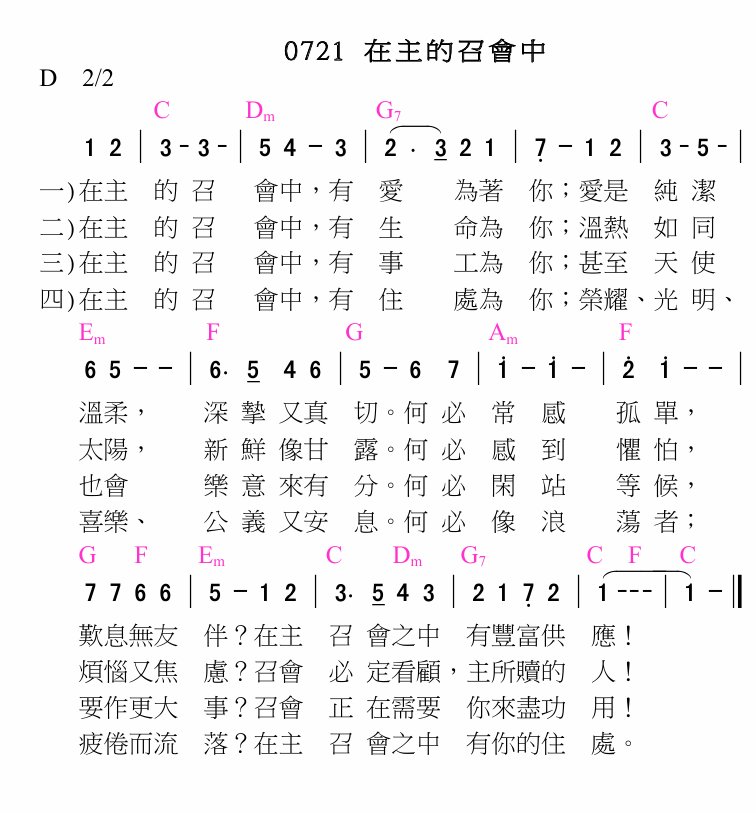 0721 在主的召會中
D 2/2
C Dm G7 C
1 2 | 3 - 3 - | 5 4 - 3 | 2 · 3 2 1 | 7̣ - 1 2 | 3 - 5 - |
一)在主 的 召 會中，有 愛 為著 你；愛是 純 潔
二)在主 的 召 會中，有 生 命為 你；溫熱 如 同
三)在主 的 召 會中，有 事 工為 你；甚至 天 使
四)在主 的 召 會中，有 住 處為 你；榮耀、光 明、
Em F G Am F
6 5 - - | 6· 5 4 6 | 5 - 6 7 | 1̇ - 1̇ - | 2̇ 1̇ - - |
溫柔， 深 摯 又真 切。何 必 常 感 孤 單，
太陽， 新 鮮 像甘 露。何 必 感 到 懼 怕，
也會 樂 意 來有 分。何 必 閑 站 等 候，
喜樂、 公 義 又安 息。何 必 像 浪 蕩 者；
G F Em C Dm G7 C F C
7 7 6 6 | 5 - 1 2 | 3· 5 4 3 | 2 1 7̣ 2 | 1 - - - | 1 - ‖
歎息無友 伴？在主 召 會之中 有豐富供 應！
煩惱又焦 慮？召會 必 定看顧，主所贖的 人！
要作更大 事？召會 正 在需要 你來盡功 用！
疲倦而流 落？在主 召 會之中 有你的住 處。